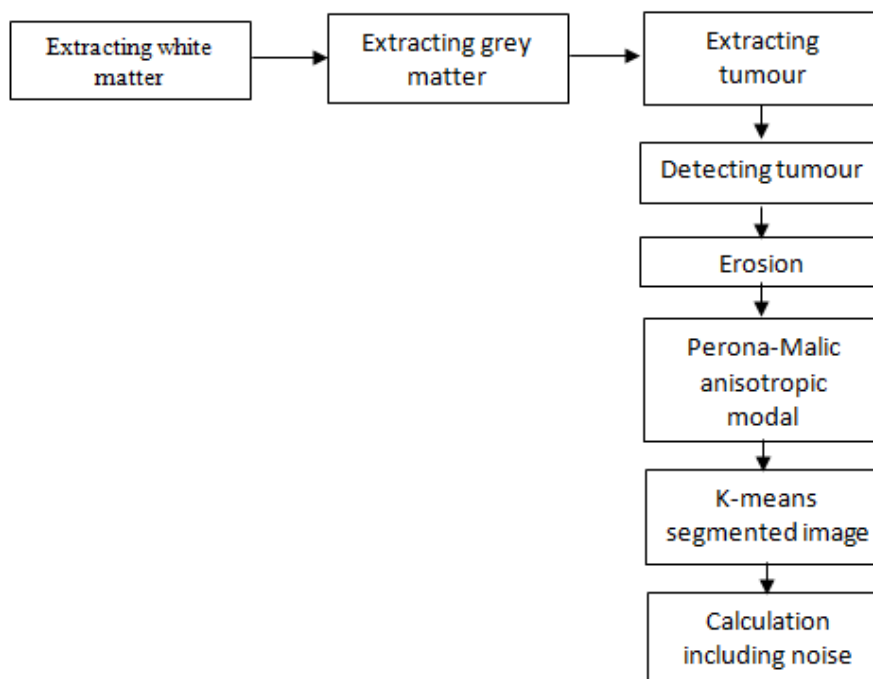 Extracting white
matter
Extracting grey
matter
Extracting
tumour
Detecting tumour
Erosion
Perona-Malic
anisotropic
modal
K-means
segmented image
Calculation
including noise